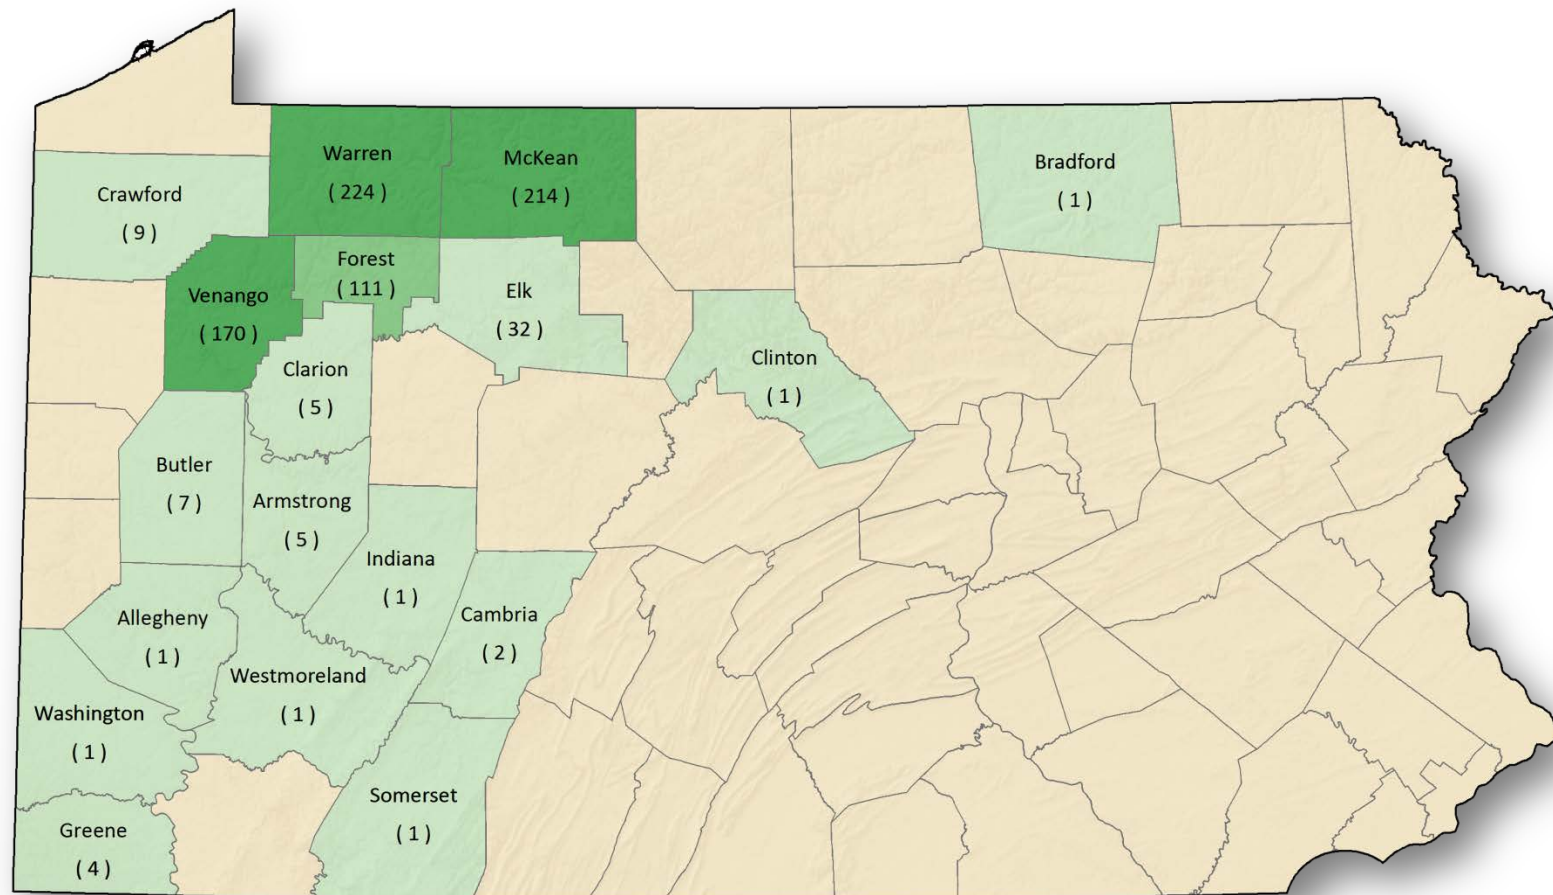 Warren
( 224 )
McKean
( 214 )
Bradford
( 1 )
Crawford
( 9 )
Forest
( 111 )
Venango
( 170 )
Elk
( 32 )
Clarion
( 5 )
Clinton
( 1 )
Butler
( 7 )
Armstrong
( 5 )
Indiana
( 1 )
Allegheny
( 1 )
Cambria
( 2 )
Westmoreland
( 1 )
Washington
( 1 )
Somerset
( 1 )
Greene
( 4 )